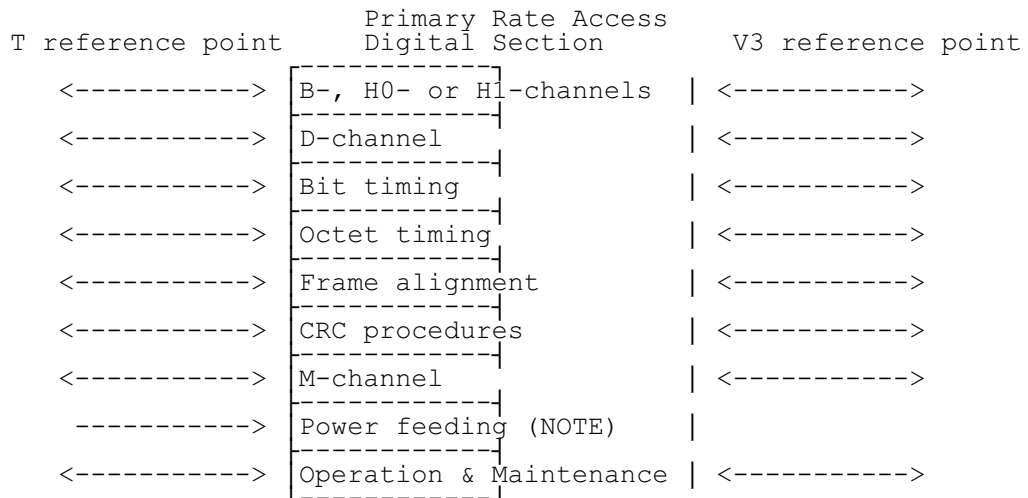 Primary Rate Access
T reference point Digital Section V3 reference point
<-----------> B-, H0- or H1-channels | <----------->
<-----------> D-channel | <----------->
<-----------> Bit timing | <----------->
<-----------> Octet timing | <----------->
<-----------> Frame alignment | <----------->
<-----------> CRC procedures | <----------->
<-----------> M-channel | <----------->
-----------> Power feeding (NOTE) |
<-----------> Operation & Maintenance | <----------->